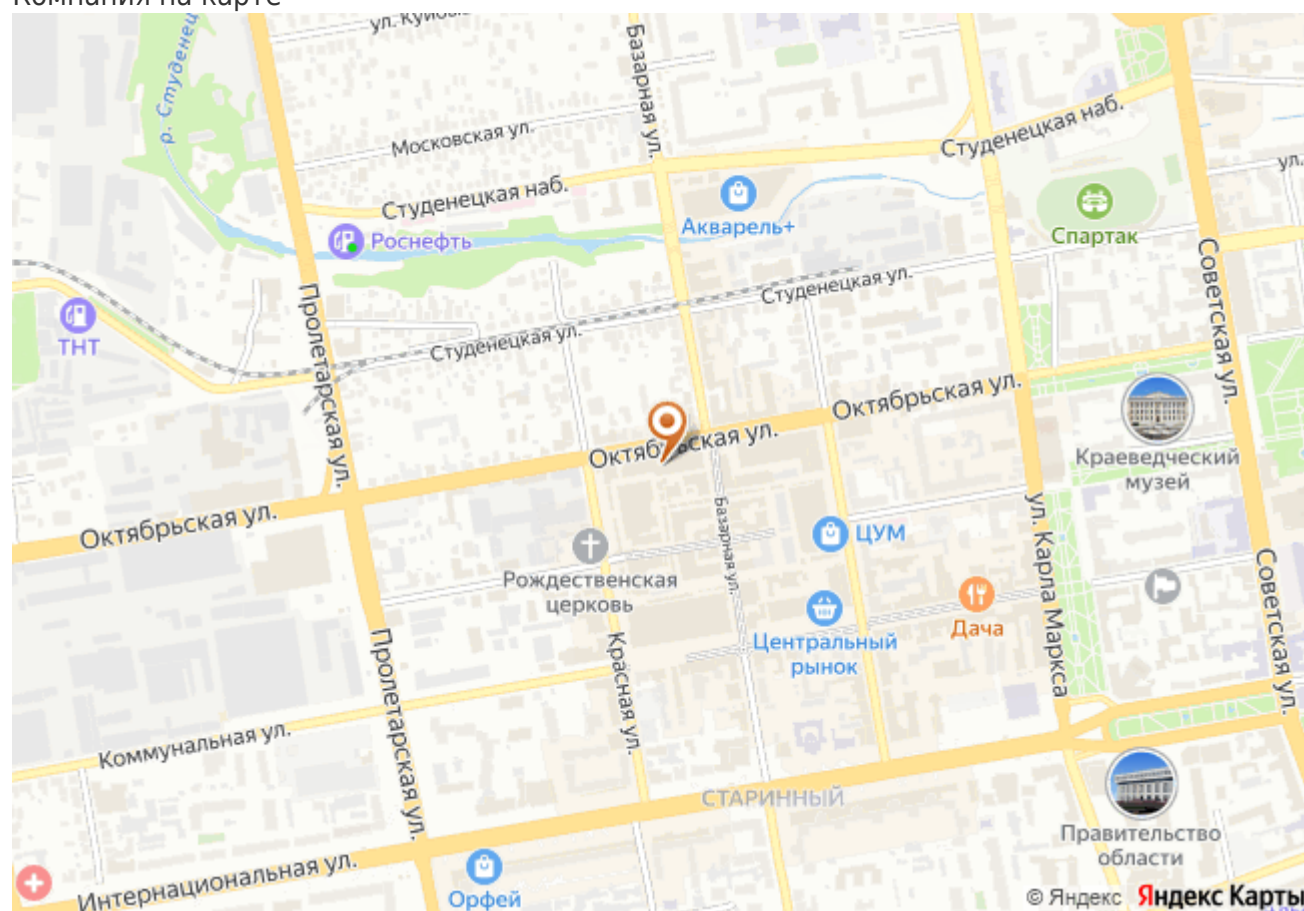 Компания на карте
ул. Куйбы
Базарная ул.
р. Студенец
Московская ул.
Студенецкая наб.
Студенецкая наб.
ул.
Акварель+
Спартак
Роснефть
Советская ул.
Студенецкая ул.
Пролетарская ул.
ТНТ
Студенецкая ул.
Октябрьская ул.
Октябрьская ул.
Краеведческий
музей
Октябрьская ул.
ул. Карла Маркса
Базарная ул.
ЦУМ
Рождественская
церковь
Советская ул.
Дача
Центральный
рынок
Пролетарская ул.
Красная ул.
Коммунальная ул.
СТАРИННЫЙ
Правительство
области
Интернациональная ул.
Орфей
© Яндекс Яндекс Карты